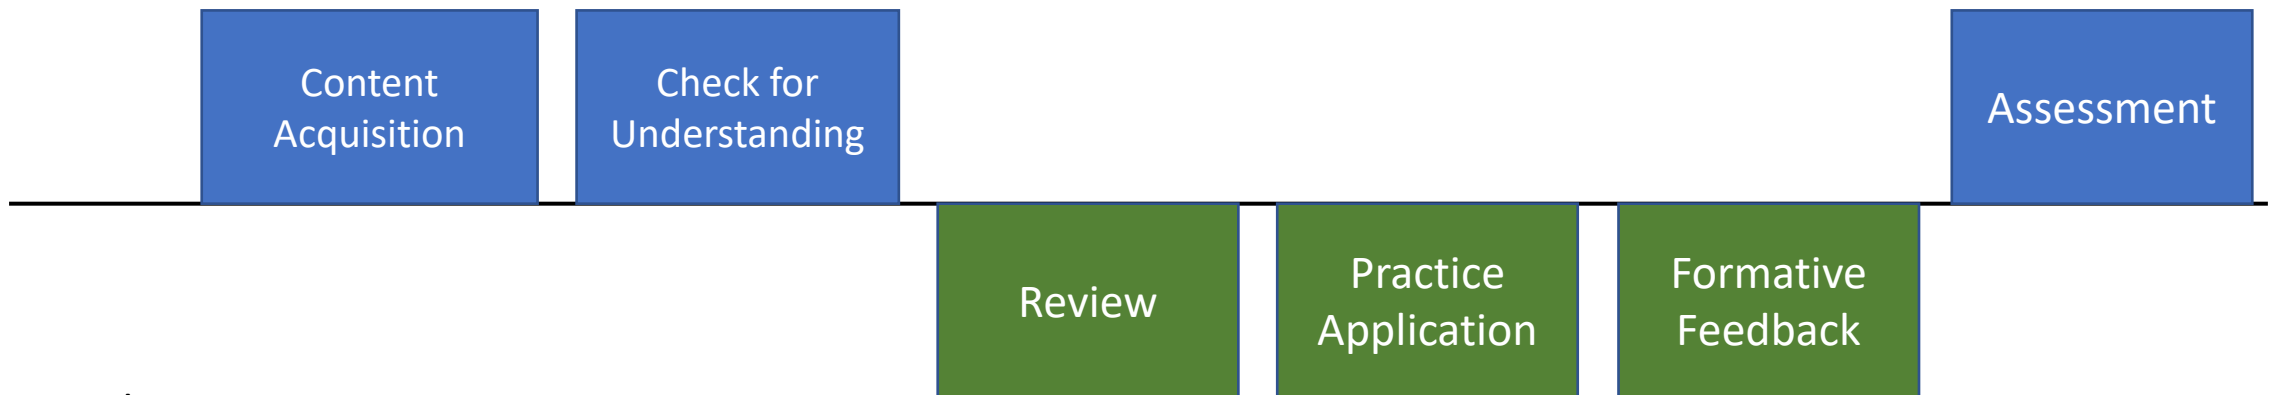 Content
Acquisition
Check for
Understanding
Assessment
Review
Practice
Application
Formative
Feedback